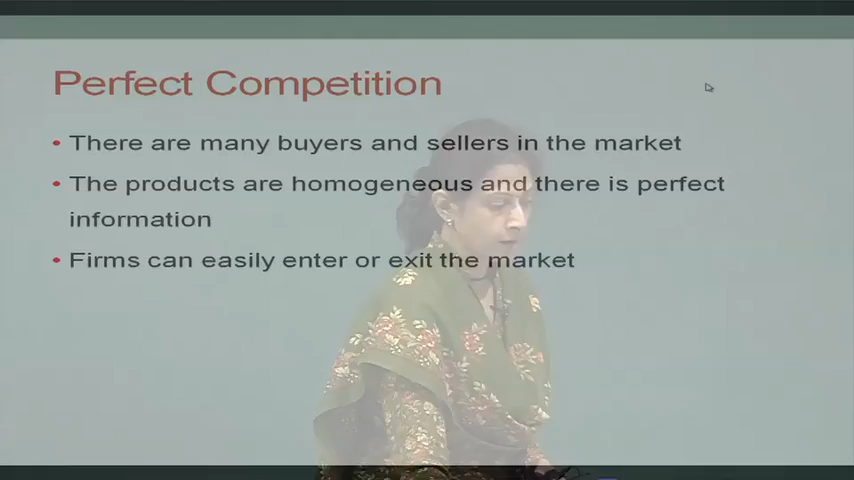 Perfect Competition
• There are many buyers and sellers in the market
• The products are homogeneous and there is perfect
information
• Firms can easily enter or exit the market